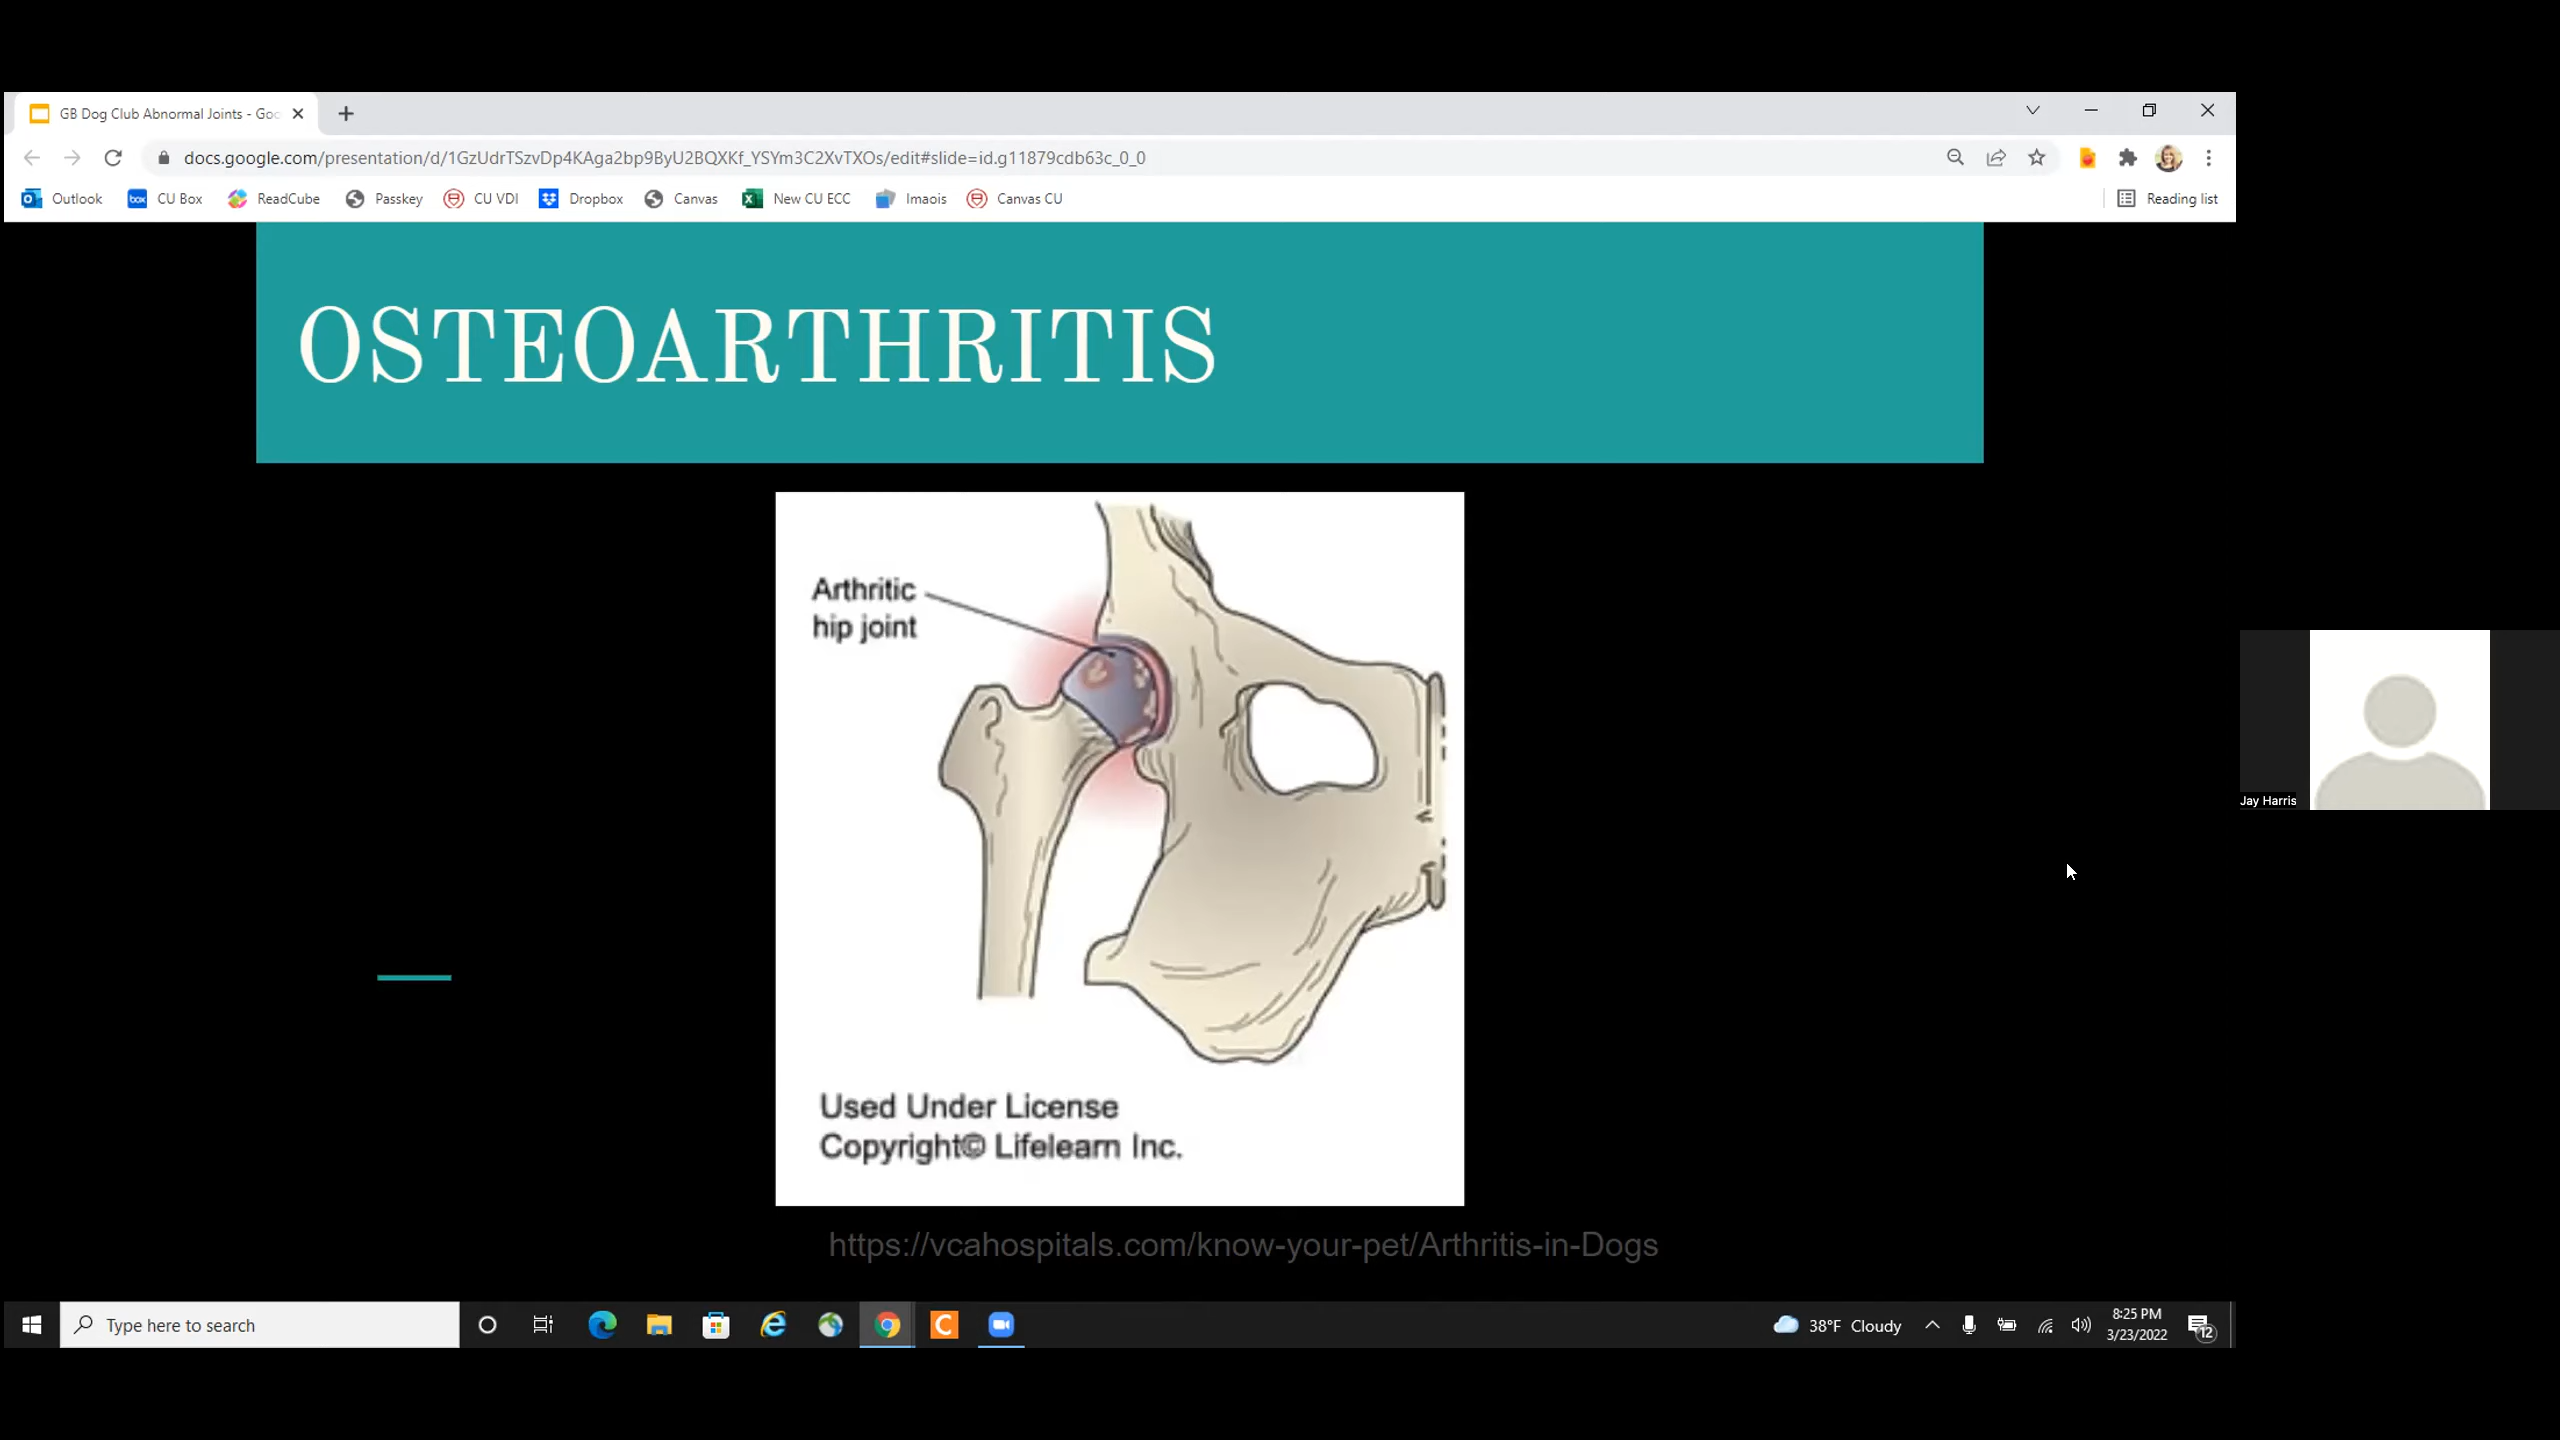 GB Dog Club Abnormal Joints - Goo
docs.google.com/presentation/d/1GzUdrTSzvDp4KAga2bp9ByU2BQXKf_YSYm3C2XvTXOs/edit#slide=id.g11879cdb63c_0_0
Outlook CU Box ReadCube Passkey CU VDI Dropbox Canvas New CU ECC Imaois Canvas CU Reading list
OSTEOARTHRITIS
Arthritic
hip joint
Jay Harris
Used Under License
Copyright© Lifelearn Inc.
https://vcahospitals.com/know-your-pet/Arthritis-in-Dogs
Type here to search
38°F Cloudy
8:25 PM
3/23/2022
12